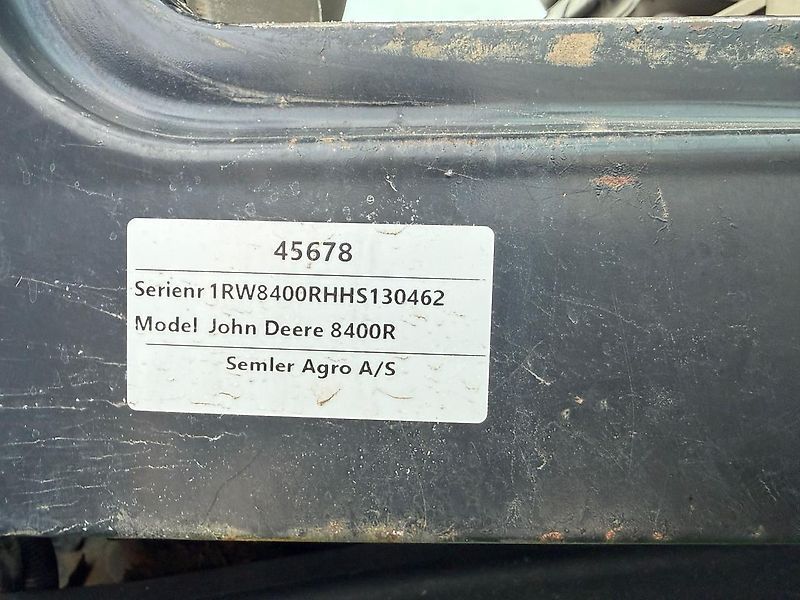 45678
Serienr 1RW8400RHHS130462
Model John Deere 8400R
Semler Agro A/S